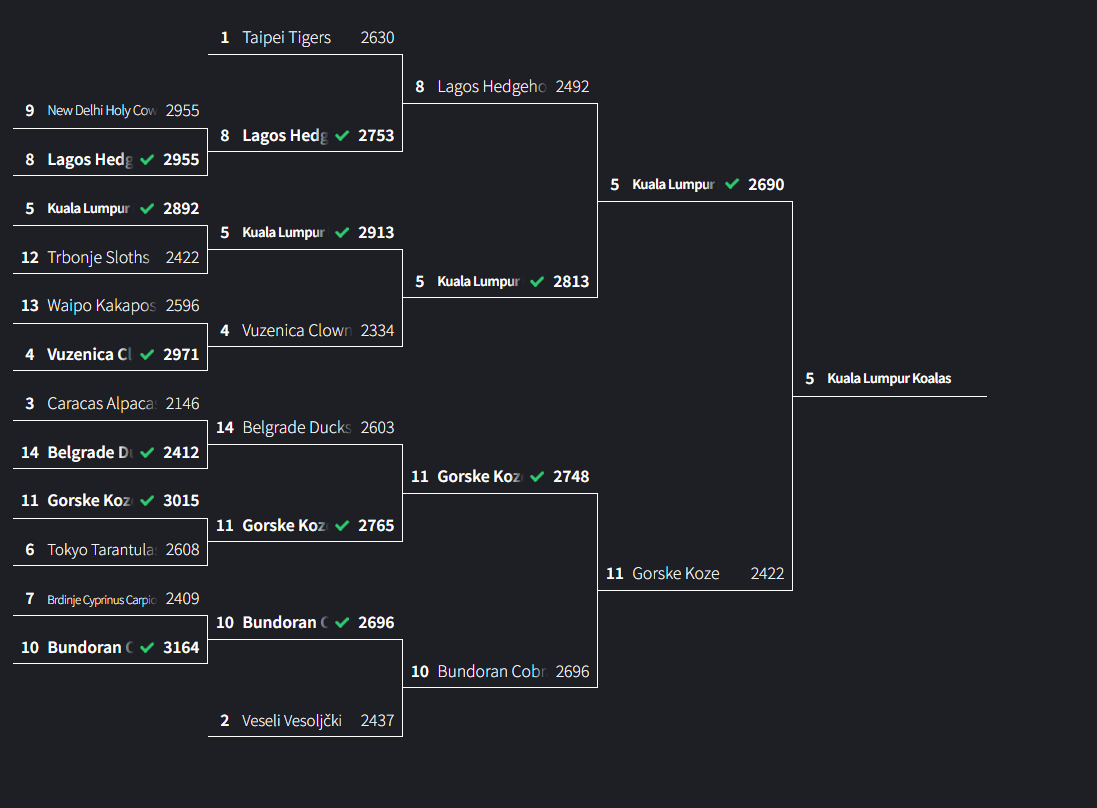 1 Taipei Tigers 2630
9 New Delhi Holy Cow 2955
8 Lagos Hedg 2955
5 Kuala Lumpur 2892
12 Trbonje Sloths 2422
13 Waipo Kakapos 2596
4 Vuzenica Cl 2971
3 Caracas Alpacas 2146
14 Belgrade Du 2412
11 Gorske Koz 3015
6 Tokyo Tarantulas 2608
7 Brdinje Cyprinus Carpio 2409
10 Bundoran C 3164
8 Lagos Hedg 2753
5 Kuala Lumpur 2913
4 Vuzenica Clown 2334
14 Belgrade Ducks 2603
11 Gorske Koz 2765
10 Bundoran C 2696
2 Veseli Vesoljčki 2437
8 Lagos Hedgeho 2492
5 Kuala Lumpur 2813
11 Gorske Koz 2748
10 Bundoran Cobr 2696
5 Kuala Lumpur 2690
11 Gorske Koze 2422
5 Kuala Lumpur Koalas